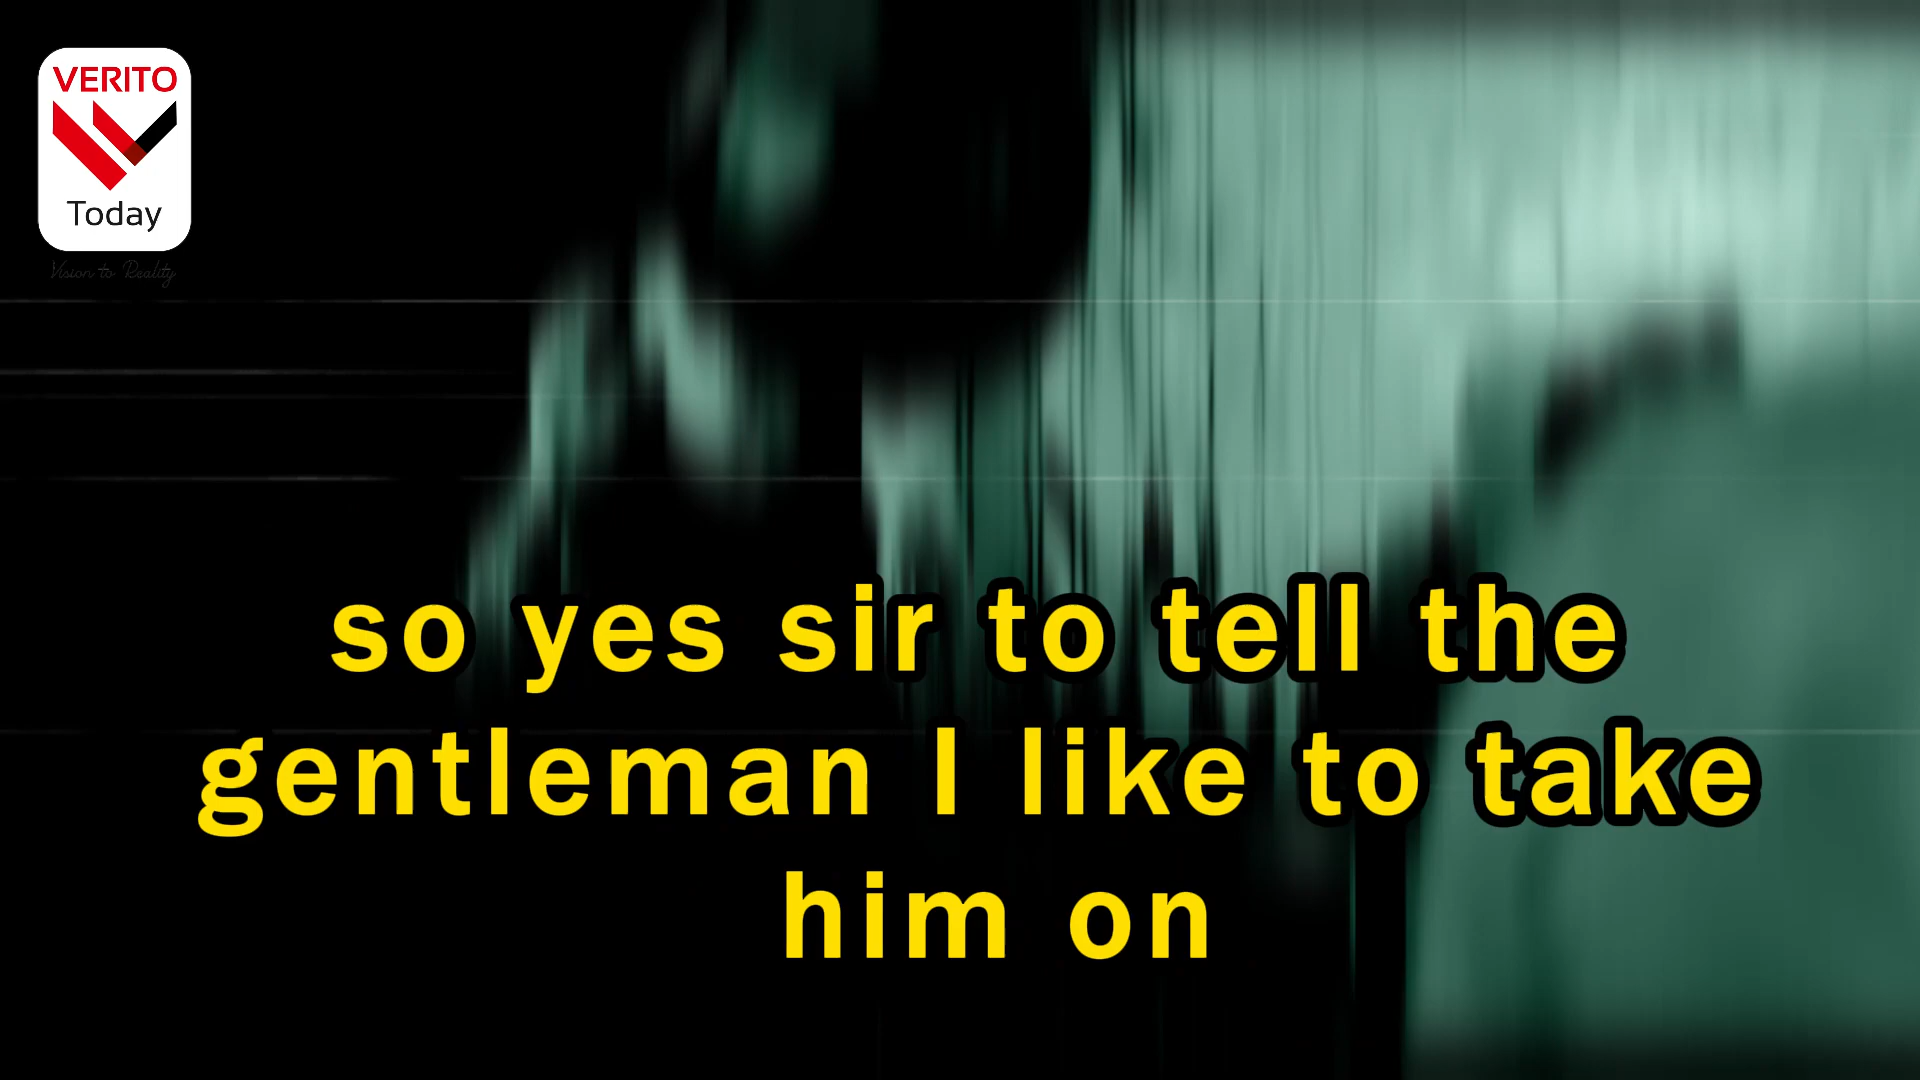 VERITO
Today
Vision to Reality
so yes sir to tell the
gentleman I like to take
him on